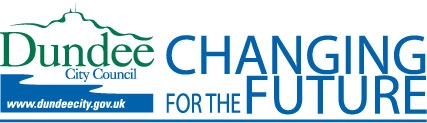 Dundee
City Council
www.dundeecity.gov.uk
CHANGING
FOR THE FUTURE